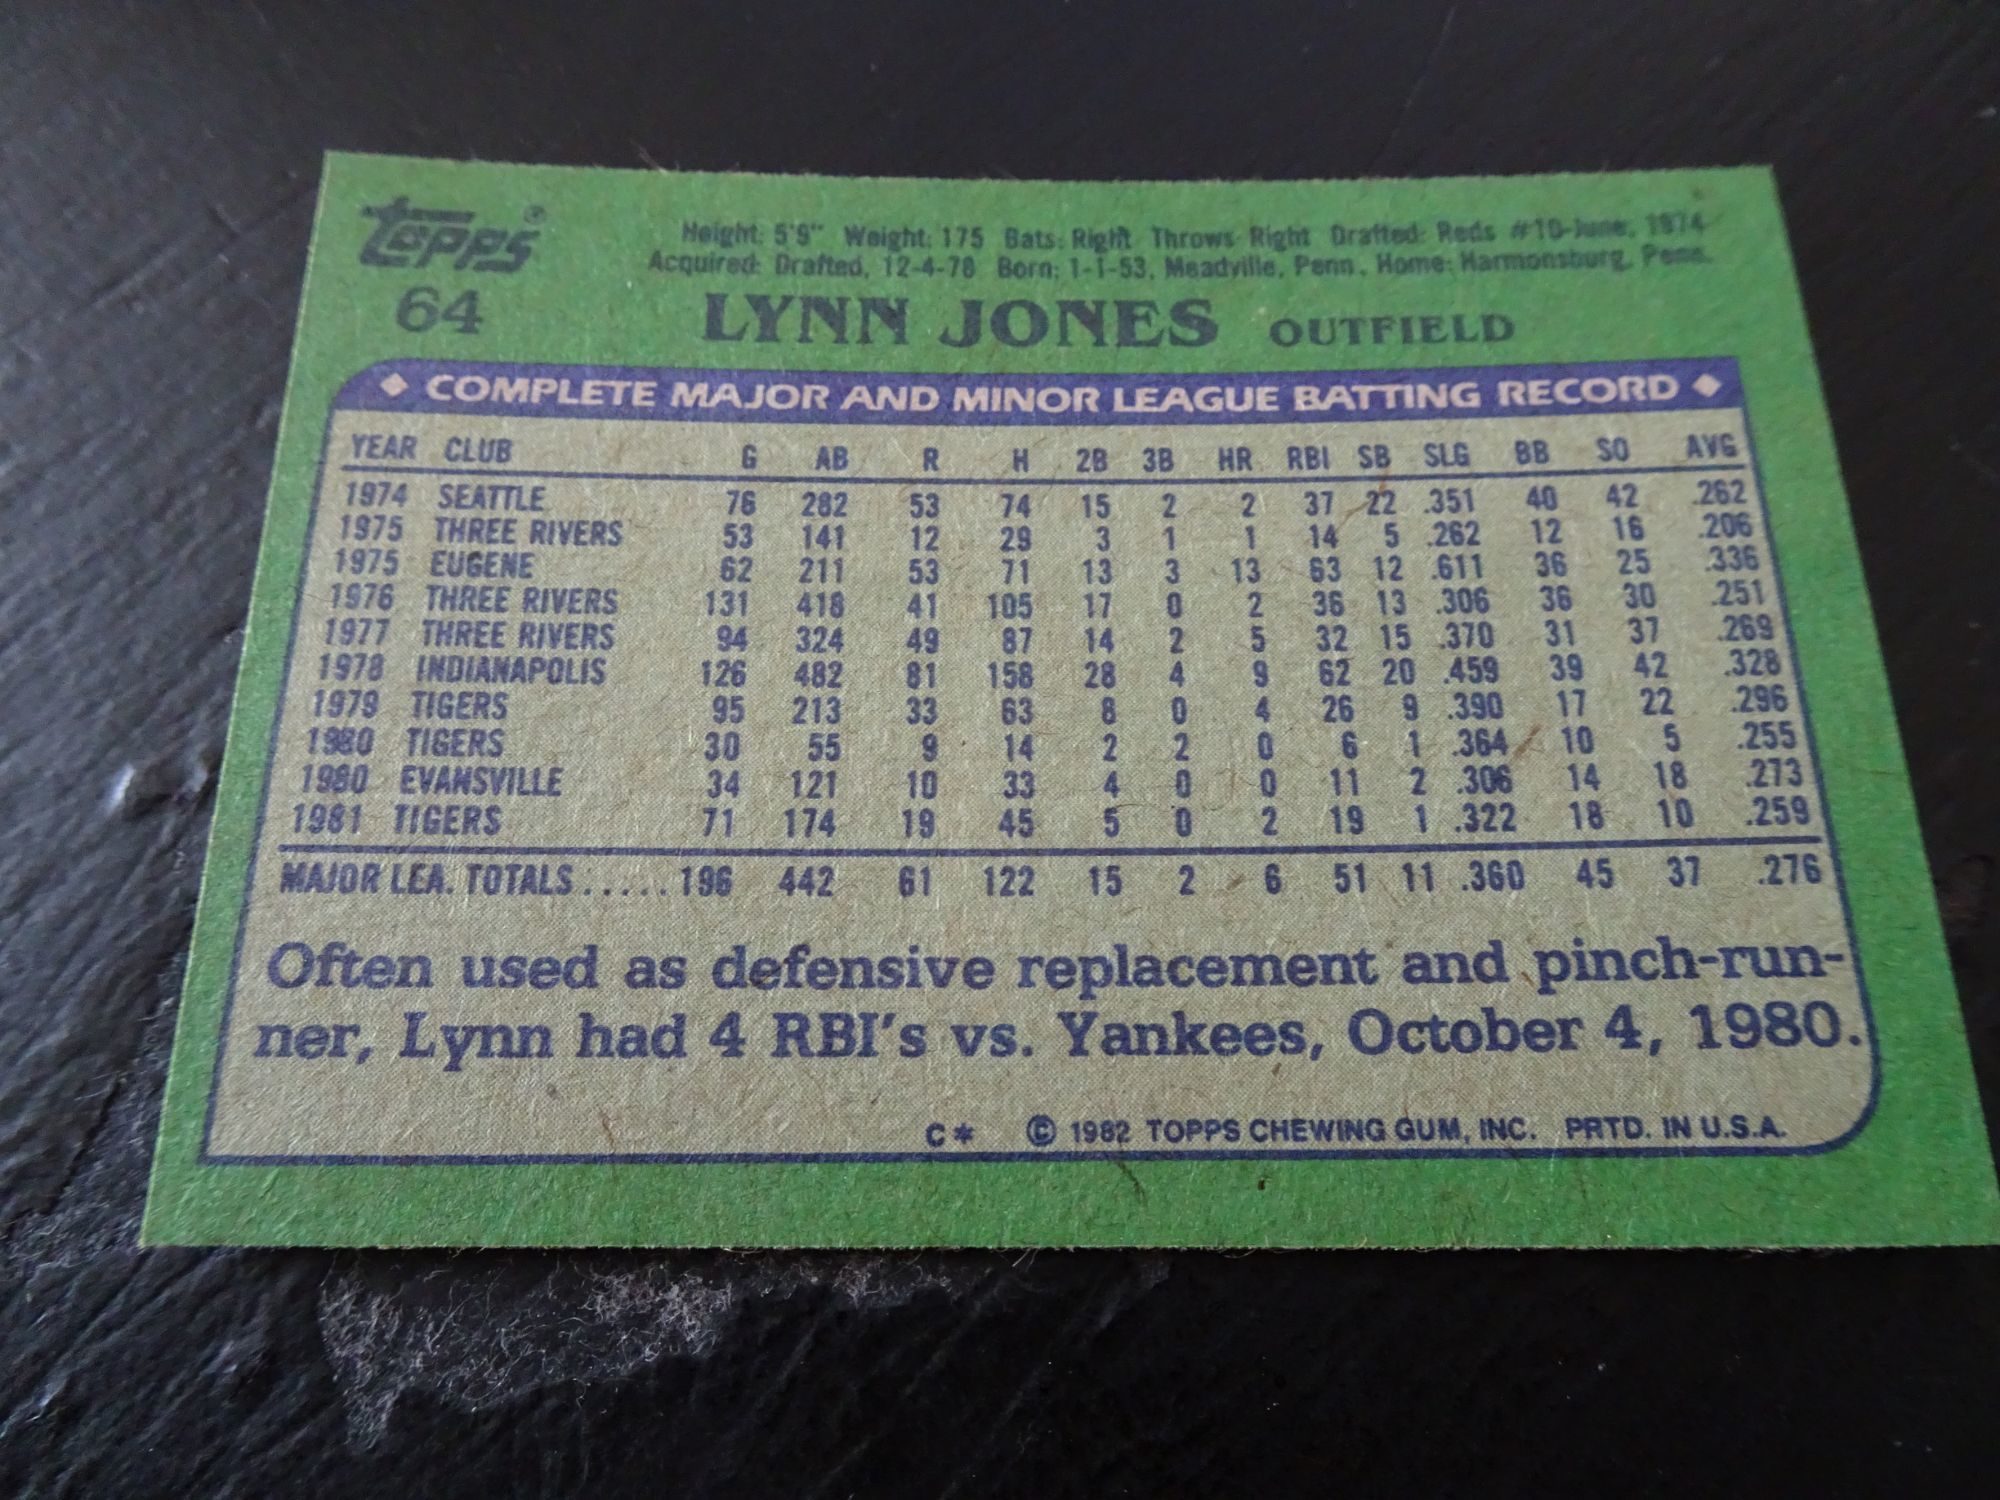 Topps®
64
Height: 5'9" Weight: 175 Bats: Right Throws: Right Drafted: Reds #10-June, 1974
Acquired: Drafted, 12-4-78 Born: 1-1-53, Meadville, Penn. Home: Harmonsburg, Penn.
LYNN JONES OUTFIELD
COMPLETE MAJOR AND MINOR LEAGUE BATTING RECORD
YEAR CLUB G AB R H 2B 3B HR RBI SB SLG BB SO AVG
1974 SEATTLE 76 282 53 74 15 2 2 37 22 .351 40 42 .262
1975 THREE RIVERS 53 141 12 29 3 1 1 14 5 .262 12 16 .206
1975 EUGENE 62 211 53 71 13 3 13 63 12 .611 36 25 .336
1976 THREE RIVERS 131 418 41 105 17 0 2 36 13 .306 36 30 .251
1977 THREE RIVERS 94 324 49 87 14 2 5 32 15 .370 31 37 .269
1978 INDIANAPOLIS 126 482 81 158 28 4 9 62 20 .459 39 42 .328
1979 TIGERS 95 213 33 63 8 0 4 26 9 .390 17 22 .296
1980 TIGERS 30 55 9 14 2 2 0 6 1 .364 10 5 .255
1980 EVANSVILLE 34 121 10 33 4 0 0 11 2 .306 14 18 .273
1981 TIGERS 71 174 19 45 5 0 2 19 1 .322 18 10 .259
MAJOR LEA. TOTALS ..... 196 442 61 122 15 2 6 51 11 .360 45 37 .276
Often used as defensive replacement and pinch-run-
ner, Lynn had 4 RBI's vs. Yankees, October 4, 1980.
C* © 1982 TOPPS CHEWING GUM, INC. PRTD. IN U.S.A.